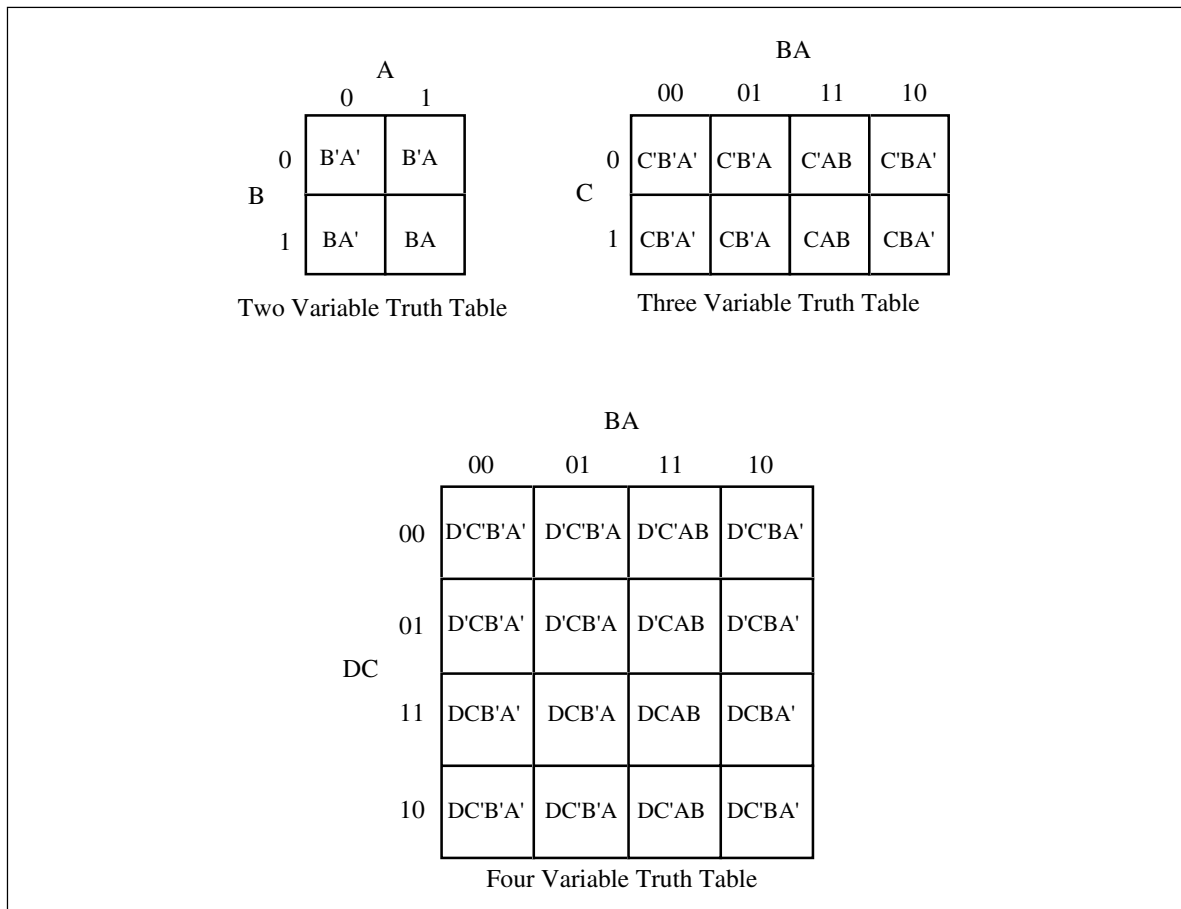 A
0 1
0 B'A' B'A
B
1 BA' BA
Two Variable Truth Table
BA
00 01 11 10
0 C'B'A' C'B'A C'AB C'BA'
C
1 CB'A' CB'A CAB CBA'
Three Variable Truth Table
BA
00 01 11 10
00 D'C'B'A' D'C'B'A D'C'AB D'C'BA'
01 D'CB'A' D'CB'A D'CAB D'CBA'
DC
11 DCB'A' DCB'A DCAB DCBA'
10 DC'B'A' DC'B'A DC'AB DC'BA'
Four Variable Truth Table